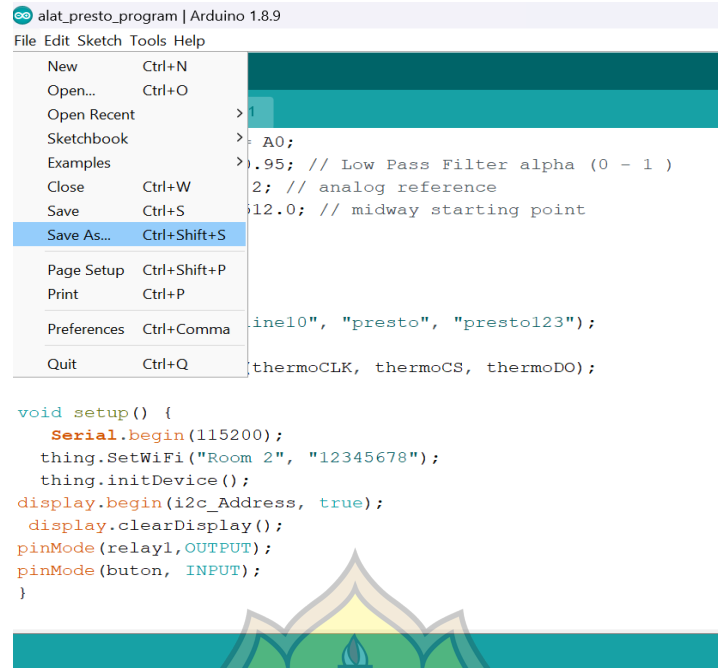 alat_presto_program | Arduino 1.8.9
File Edit Sketch Tools Help
New Ctrl+N
Open... Ctrl+O
Open Recent >
Sketchbook >
Examples >
Close Ctrl+W
Save Ctrl+S
Save As... Ctrl+Shift+S
Page Setup Ctrl+Shift+P
Print Ctrl+P
Preferences Ctrl+Comma
Quit Ctrl+Q
1
= A0;
.95; // Low Pass Filter alpha (0 - 1 )
2; // analog reference
512.0; // midway starting point
ine10", "presto", "presto123");
(thermoCLK, thermoCS, thermoDO);
void setup() {
Serial.begin(115200);
thing.SetWiFi("Room 2", "12345678");
thing.initDevice();
display.begin(i2c_Address, true);
display.clearDisplay();
pinMode(relay1,OUTPUT);
pinMode(buton, INPUT);
}